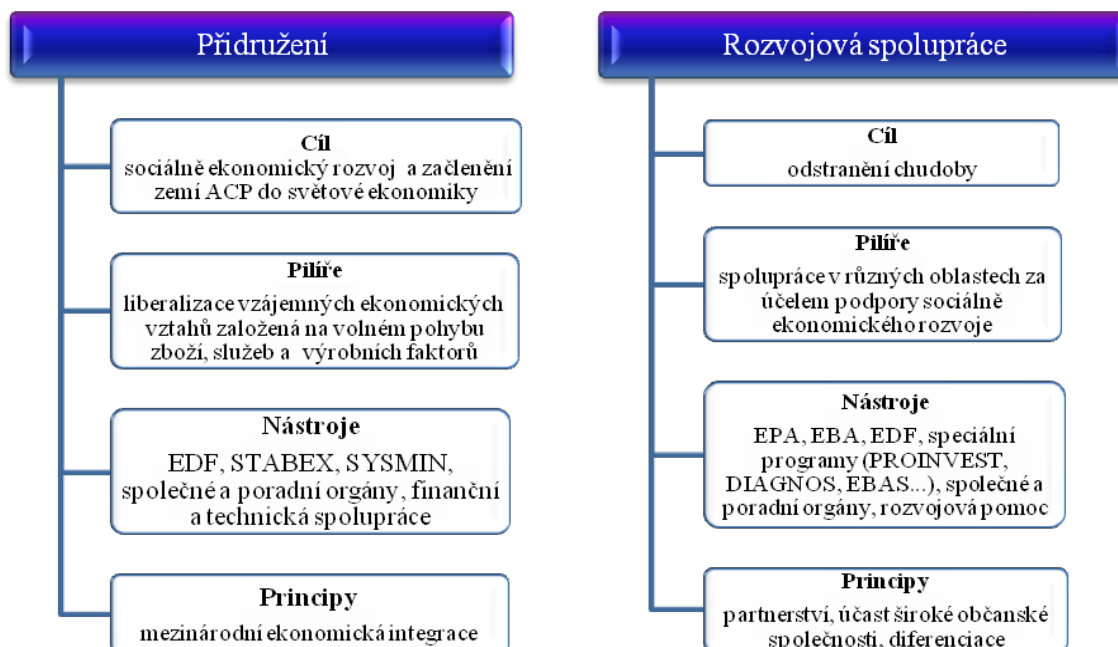 Přidružení
Cíl
sociálně ekonomický rozvoj a začlenění
zemí ACP do světové ekonomiky
Pilíře
liberalizace vzájemných ekonomických
vztahů založená na volném pohybu
zboží, služeb a výrobních faktorů
Nástroje
EDF, STABEX, SYSMIN,
společné a poradní orgány, finanční
a technická spolupráce
Principy
mezinárodní ekonomická integrace
Rozvojová spolupráce
Cíl
odstranění chudoby
Pilíře
spolupráce v různých oblastech za
účelem podpory sociálně
ekonomického rozvoje
Nástroje
EPA, EBA, EDF, speciální
programy (PROINVEST,
DIAGNOS, EBAS...), společné a
poradní orgány, rozvojová pomoc
Principy
partnerství, účast široké občanské
společnosti, diferenciace